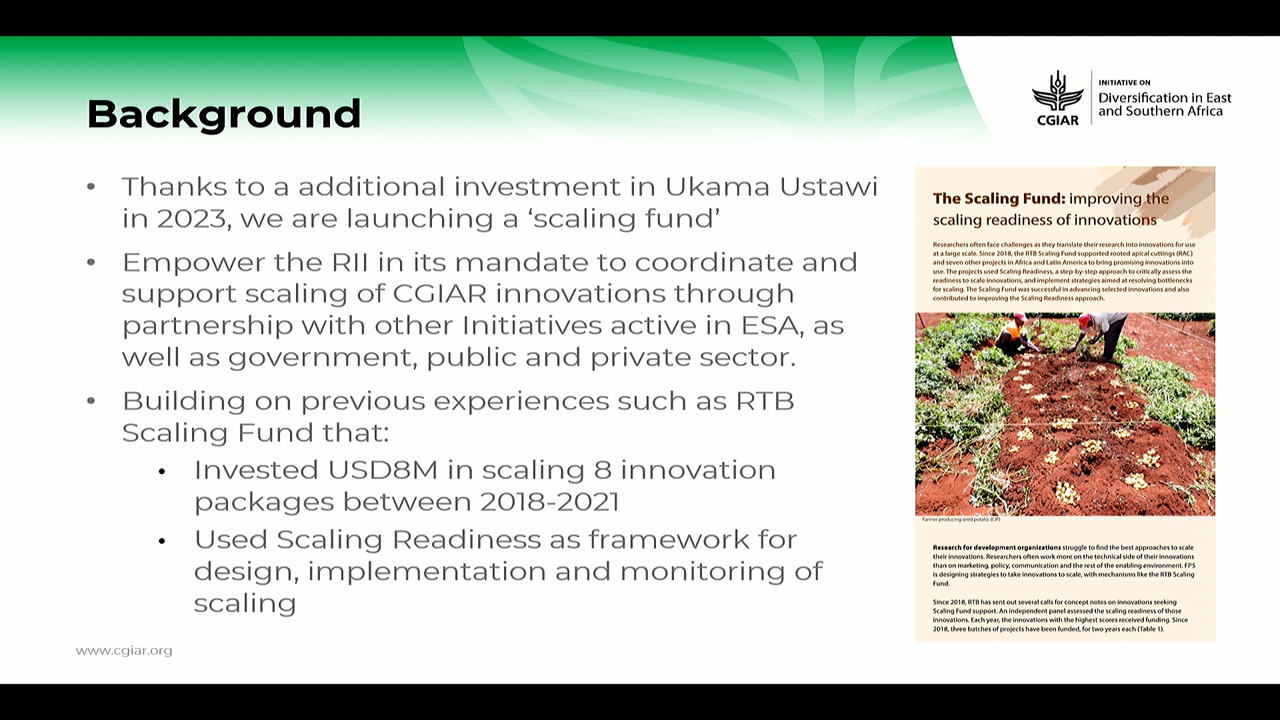 Background
CGIAR
INITIATIVE ON
Diversification in East
and Southern Africa
• Thanks to a additional investment in Ukama Ustawi
in 2023, we are launching a ‘scaling fund’
• Empower the RII in its mandate to coordinate and
support scaling of CGIAR innovations through
partnership with other Initiatives active in ESA, as
well as government, public and private sector.
• Building on previous experiences such as RTB
Scaling Fund that:
• Invested USD8M in scaling 8 innovation
packages between 2018-2021
• Used Scaling Readiness as framework for
design, implementation and monitoring of
scaling
The Scaling Fund: improving the
scaling readiness of innovations
Researchers often face challenges as they translate their research into innovations for use
at a large scale. Since 2018, the RTB Scaling Fund supported rooted apical cuttings (RAC)
and seven other projects in Africa and Latin America to bring promising innovations into
use. The projects used Scaling Readiness, a step-by-step approach to critically assess the
readiness to scale innovations, and implement strategies aimed at resolving bottlenecks
for scaling. The Scaling Fund was successful in advancing selected innovations and also
contributed to improving the Scaling Readiness approach.
Farmer producing seed potato. (CIP)
Research for development organizations struggle to find the best approaches to scale
their innovations. Researchers often work more on the technical side of their innovations
than on marketing, policy, communication and the rest of the enabling environment. FP5
is designing strategies to take innovations to scale, with mechanisms like the RTB Scaling
Fund.
Since 2018, RTB has sent out several calls for concept notes on innovations seeking
Scaling Fund support. An independent panel assessed the scaling readiness of those
innovations. Each year, the innovations with the highest scores received funding. Since
2018, three batches of projects have been funded, for two years each (Table 1).
www.cgiar.org